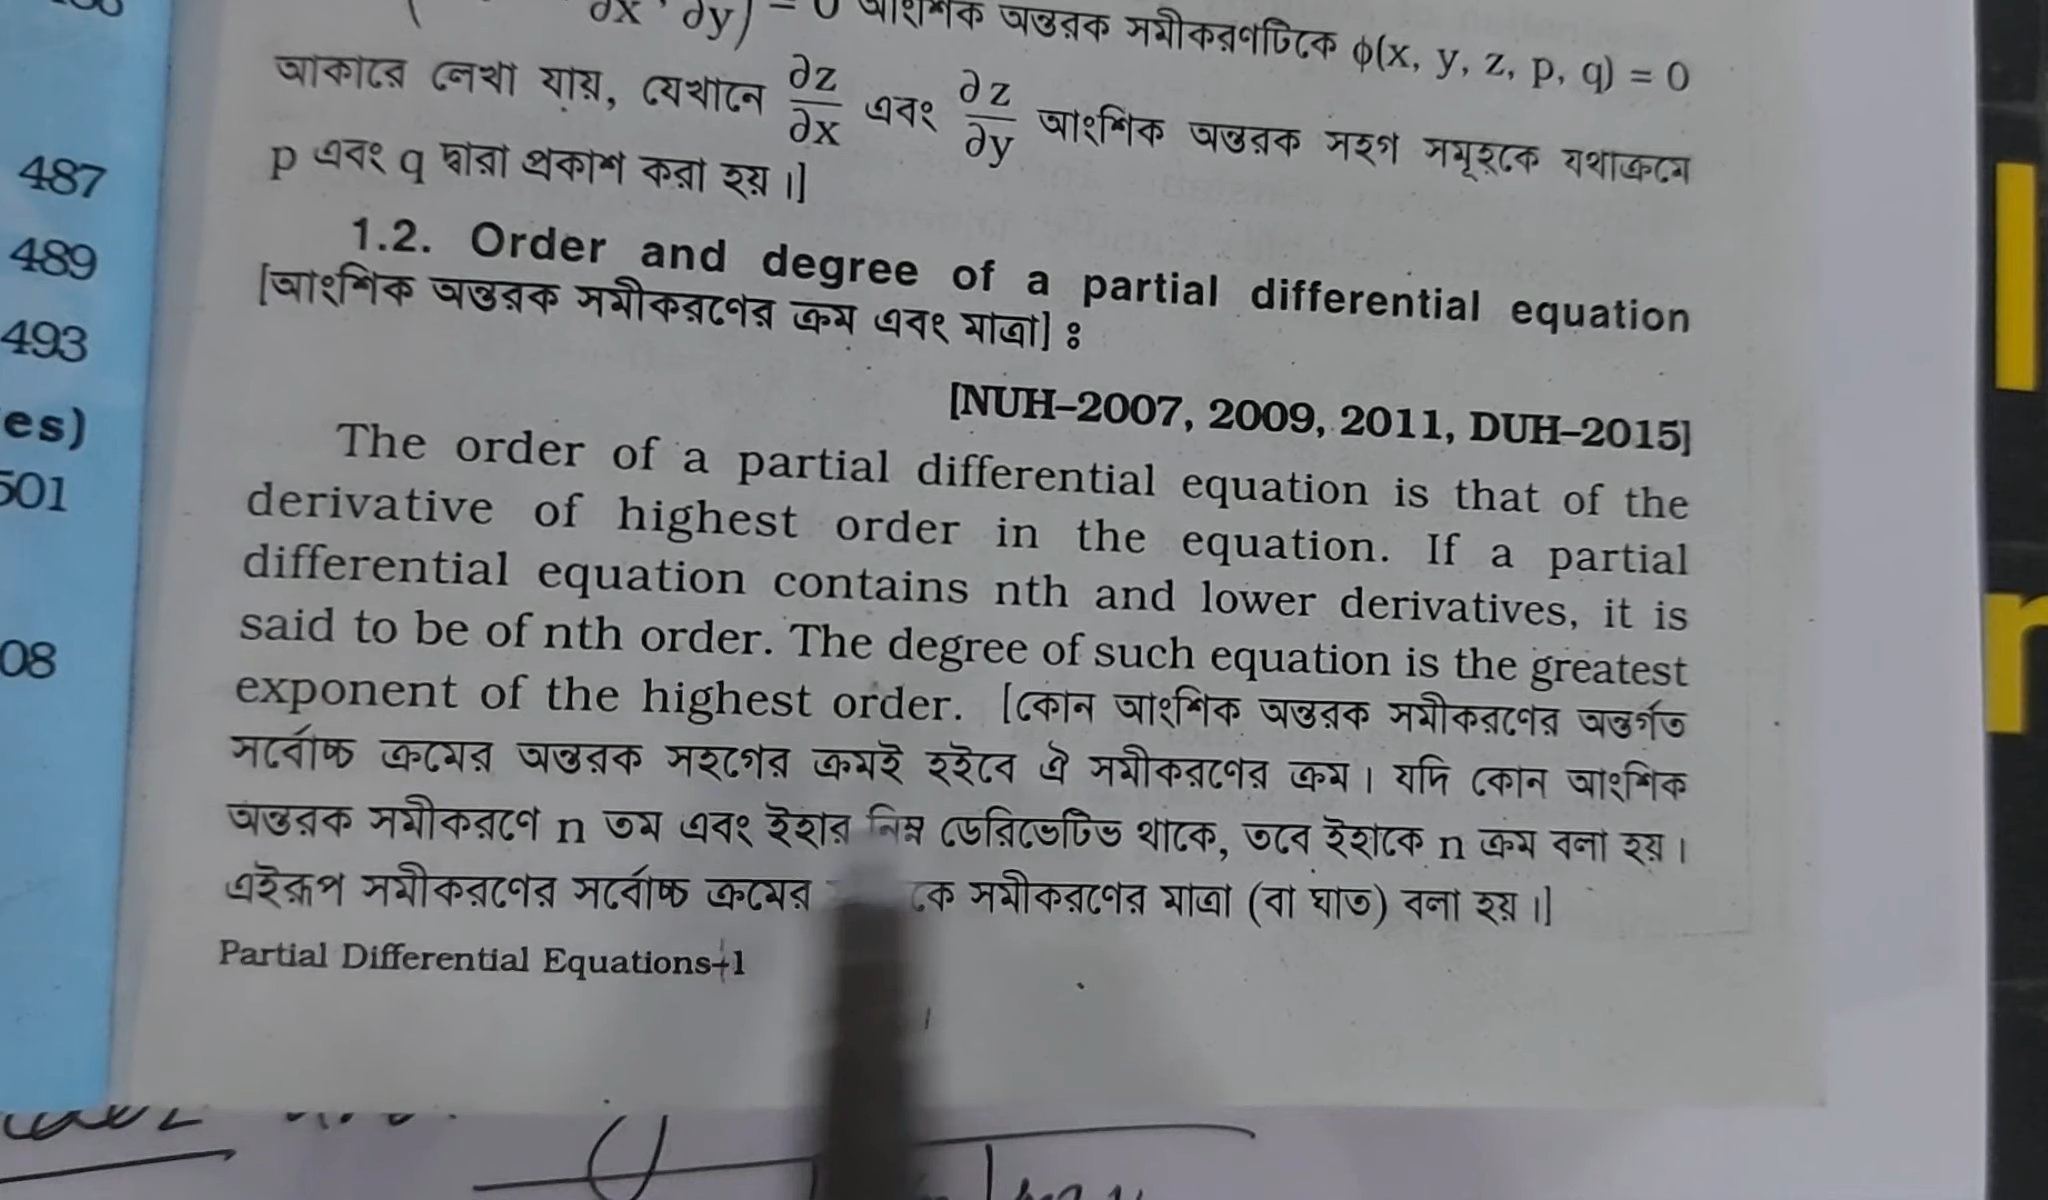 ∂x ' ∂y) = 0 আংশিক অন্তরক সমীকরণটিকে ϕ(x, y, z, p, q) = 0
আকারে লেখা যায়, যেখানে ∂z/∂x এবং ∂z/∂y আংশিক অন্তরক সহগ সমূহকে যথাক্রমে
p এবং q দ্বারা প্রকাশ করা হয়।]
1.2. Order and degree of a partial differential equation
[আংশিক অন্তরক সমীকরণের ক্রম এবং মাত্রা] ঃ
[NUH–2007, 2009, 2011, DUH–2015]
The order of a partial differential equation is that of the
derivative of highest order in the equation. If a partial
differential equation contains nth and lower derivatives, it is
said to be of nth order. The degree of such equation is the greatest
exponent of the highest order. [কোন আংশিক অন্তরক সমীকরণের অন্তর্গত
সর্বোচ্চ ক্রমের অন্তরক সহগের ক্রমই হইবে ঐ সমীকরণের ক্রম। যদি কোন আংশিক
অন্তরক সমীকরণে n তম এবং ইহার নিম্ন ডেরিভেটিভ থাকে, তবে ইহাকে n ক্রম বলা হয়।
এইরূপ সমীকরণের সর্বোচ্চ ক্রমের কে সমীকরণের মাত্রা (বা ঘাত) বলা হয়।]
Partial Differential Equations–1
487
489
493
es)
501
08